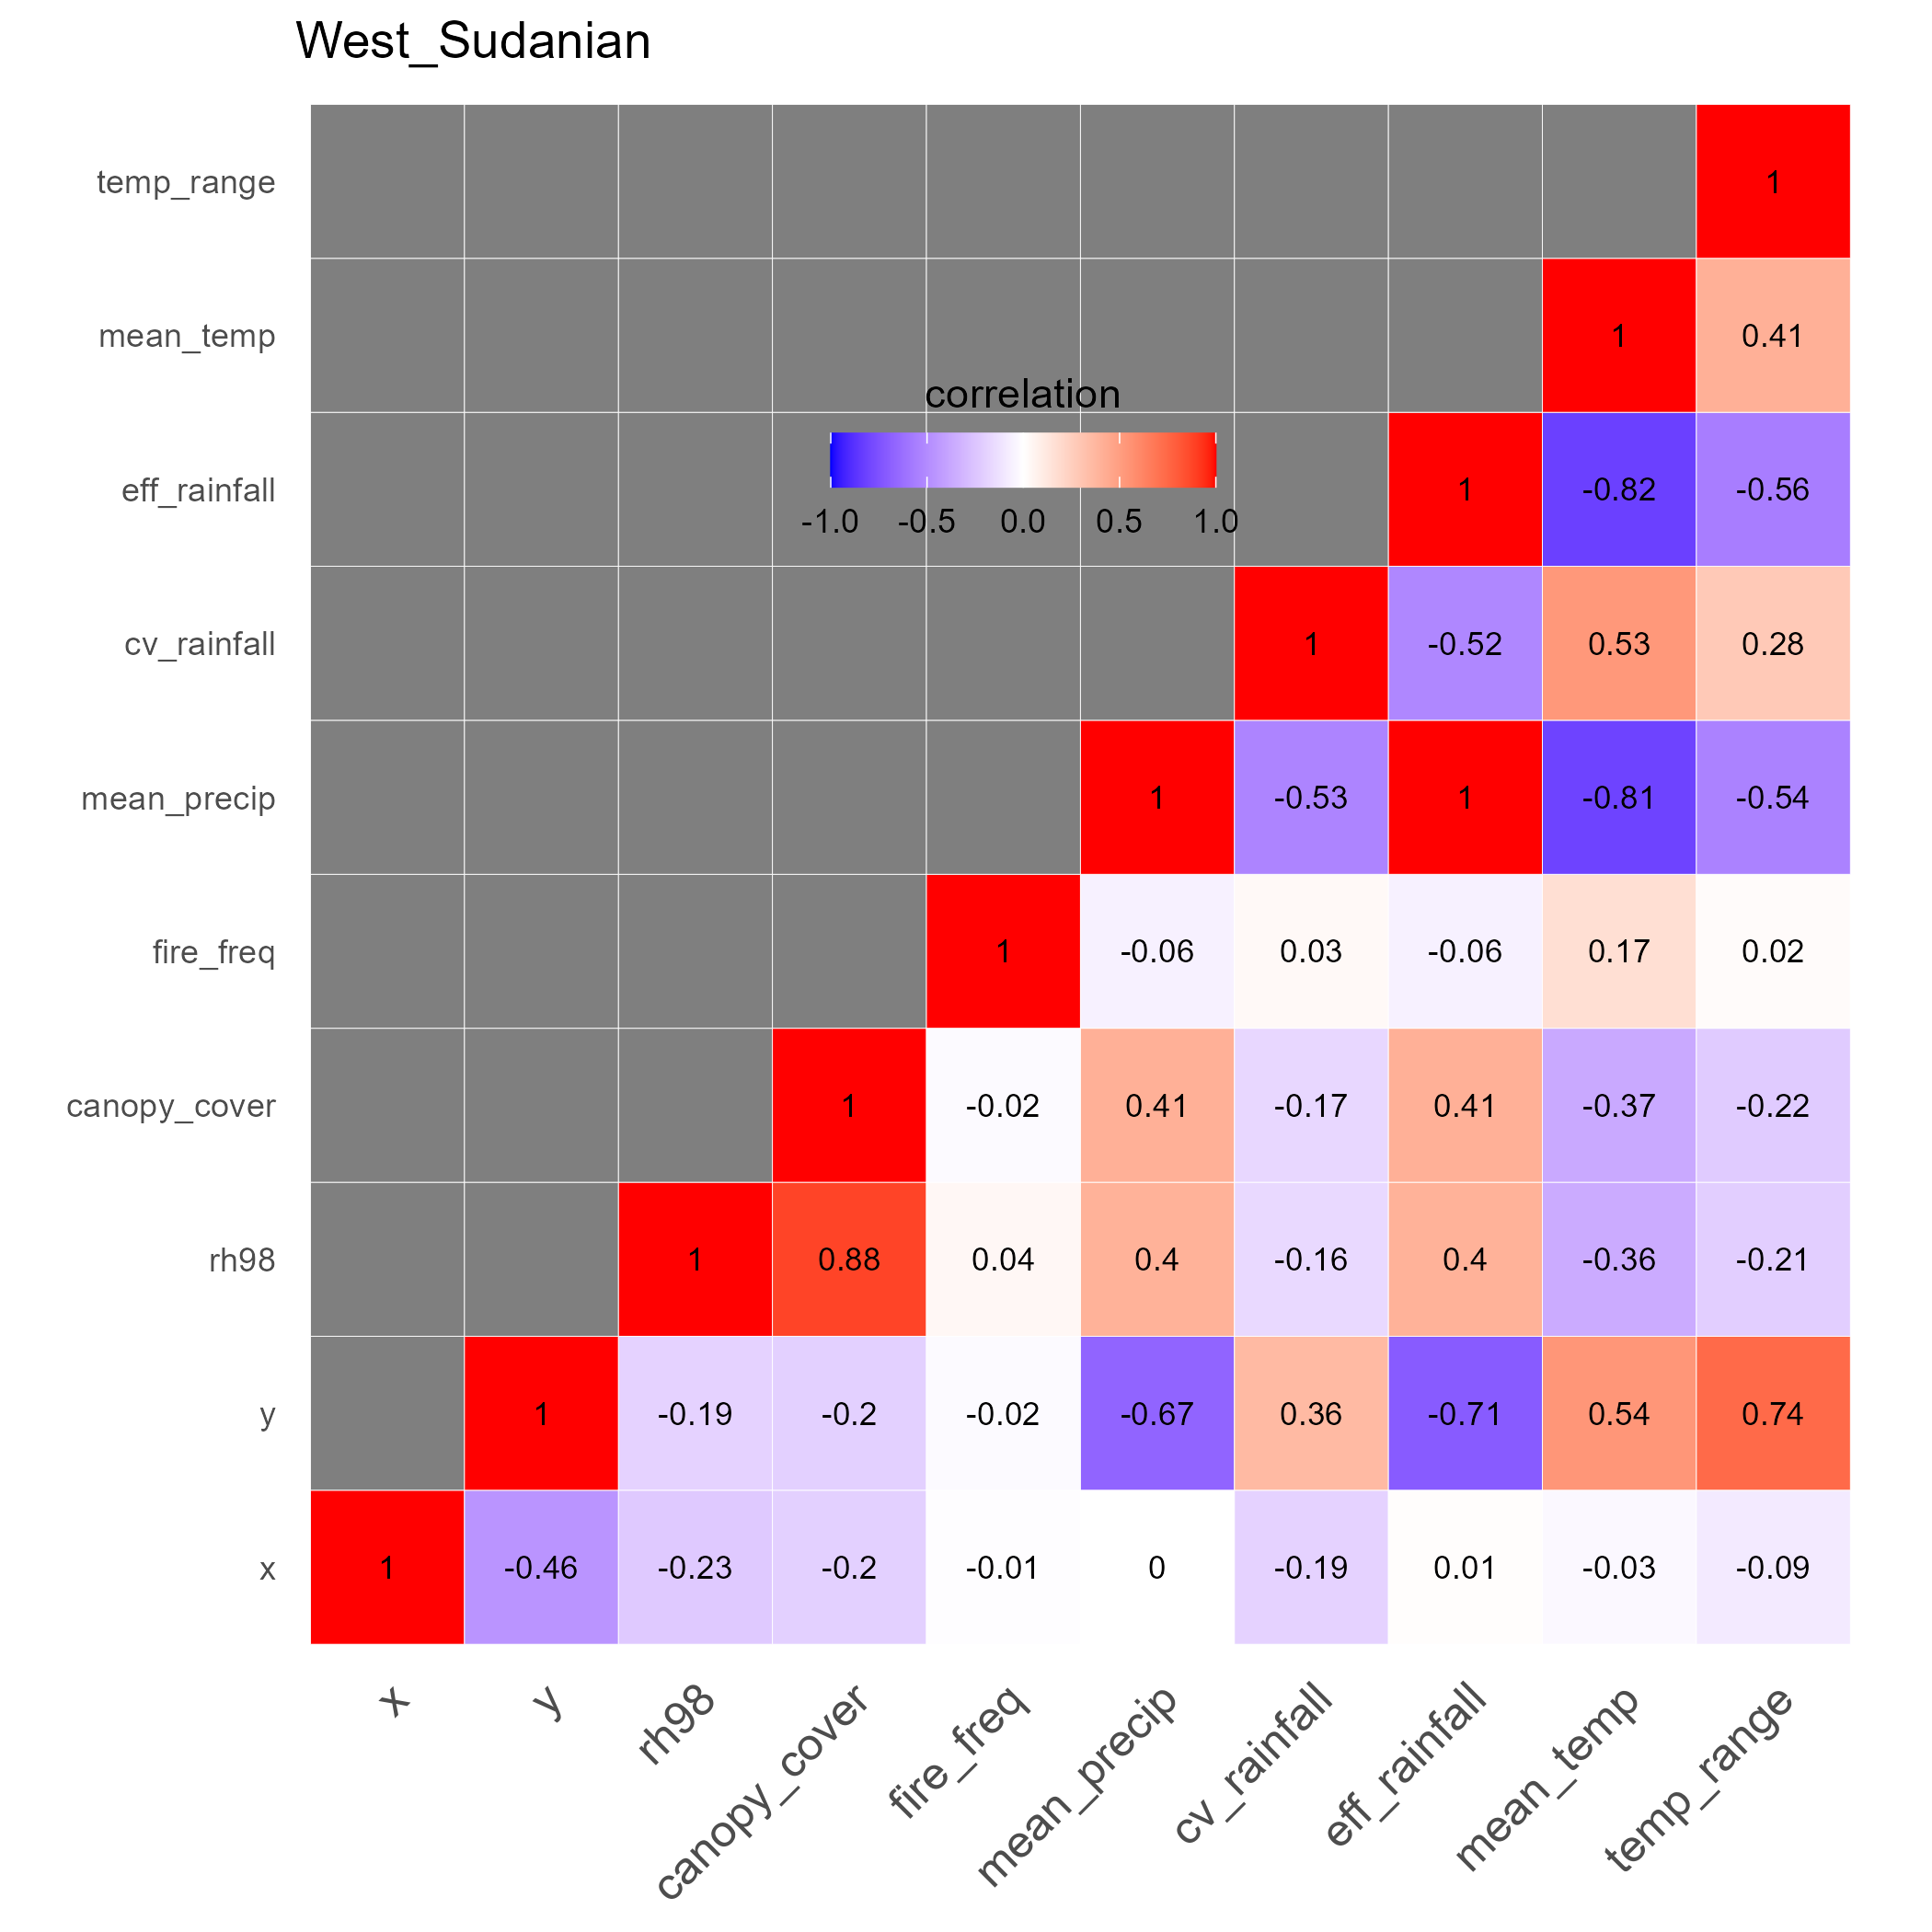 West_Sudanian
temp_range
1
mean_temp
1
0.41
correlation
-1.0 -0.5 0.0 0.5 1.0
eff_rainfall
1
-0.82
-0.56
cv_rainfall
1
-0.52
0.53
0.28
mean_precip
1
-0.53
1
-0.81
-0.54
fire_freq
1
-0.06
0.03
-0.06
0.17
0.02
canopy_cover
1
-0.02
0.41
-0.17
0.41
-0.37
-0.22
rh98
1
0.88
0.04
0.4
-0.16
0.4
-0.36
-0.21
y
1
-0.19
-0.2
-0.02
-0.67
0.36
-0.71
0.54
0.74
x
1
-0.46
-0.23
-0.2
-0.01
0
-0.19
0.01
-0.03
-0.09
x
y
rh98
canopy_cover
fire_freq
mean_precip
cv_rainfall
eff_rainfall
mean_temp
temp_range